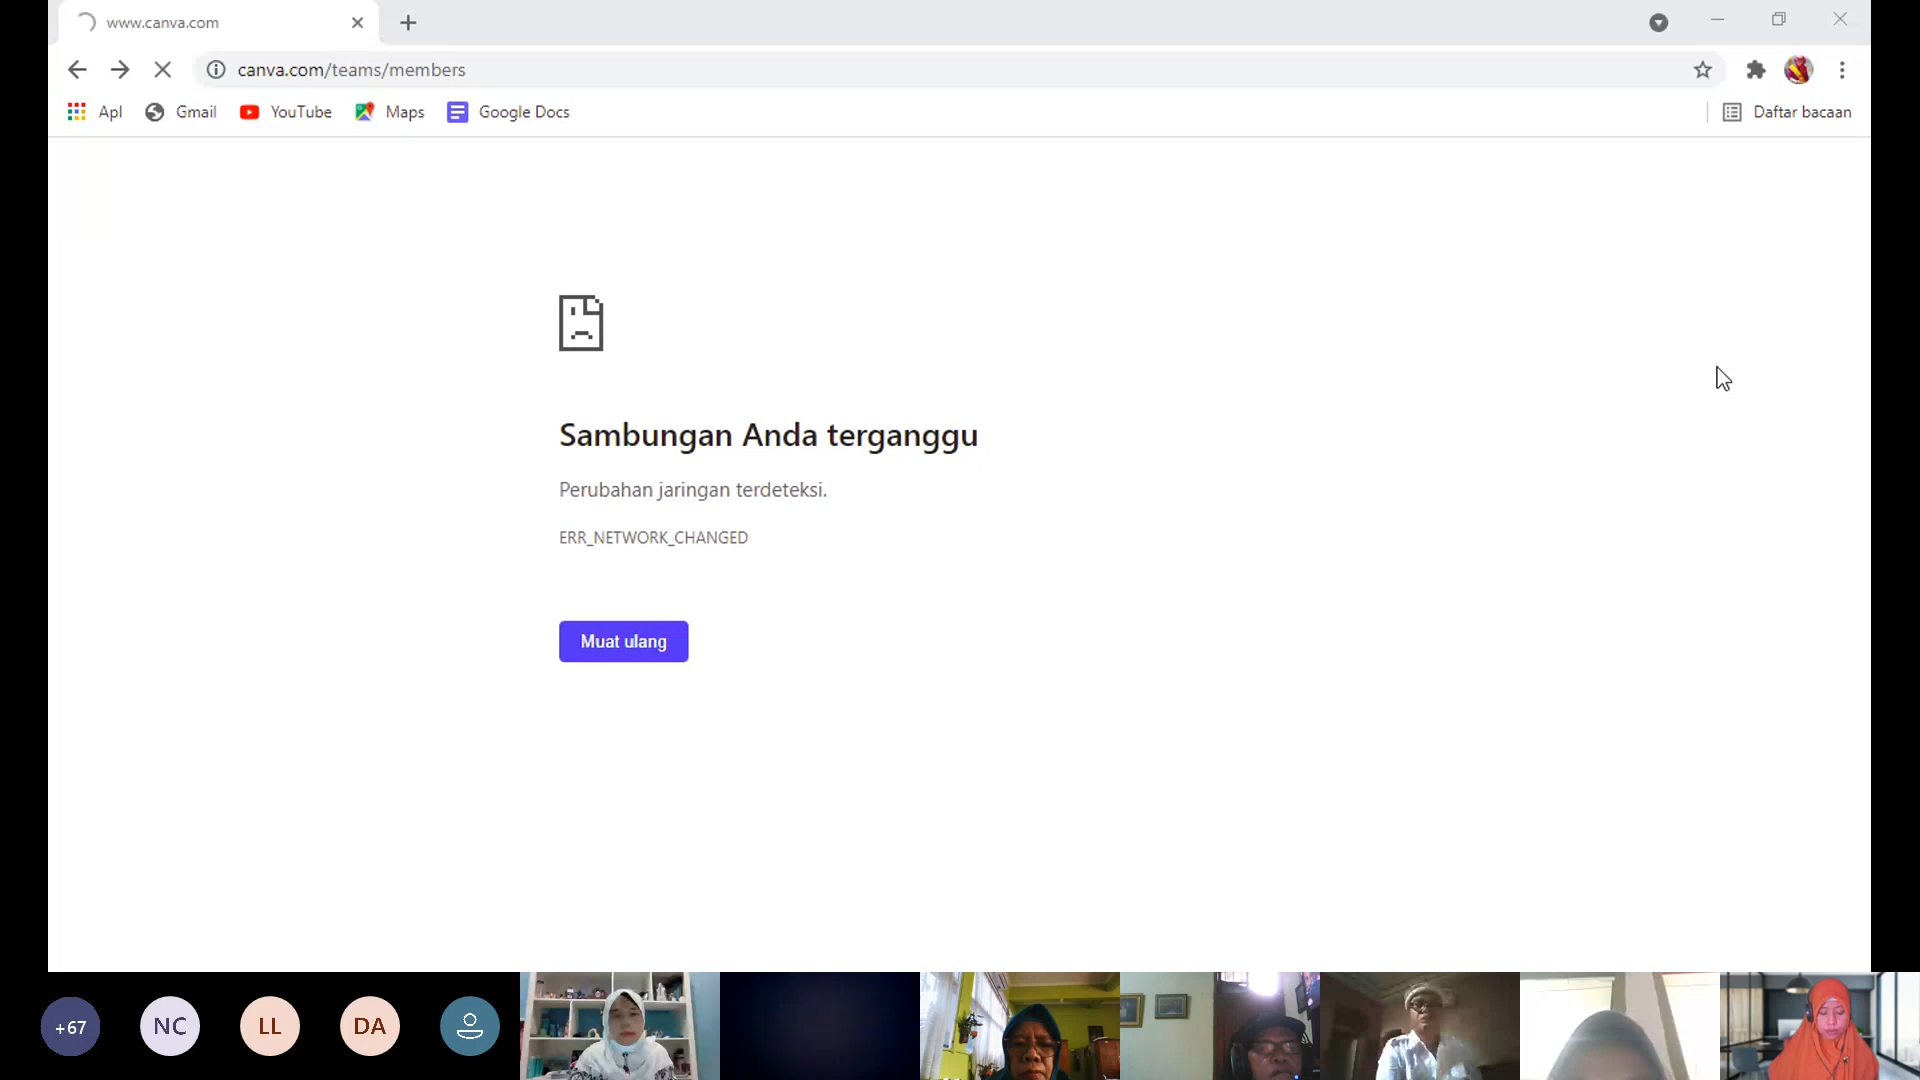 www.canva.com
canva.com/teams/members
Apl Gmail YouTube Maps Google Docs Daftar bacaan
Sambungan Anda terganggu
Perubahan jaringan terdeteksi.
ERR_NETWORK_CHANGED
Muat ulang
+67 NC LL DA